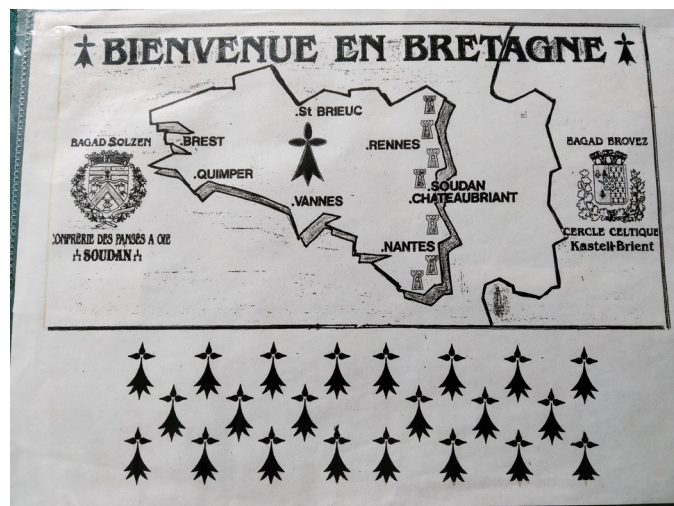 BIENVENUE EN BRETAGNE
.St BRIEUC
.BREST
.RENNES
.QUIMPER
.VANNES
.SOUDAN
.CHATEAUBRIANT
.NANTES
BAGAD SOLZEN
CONFRERIE DES PANSÉS A OIE
SOUDAN
BAGAD BROVEZ
CERCLE CELTIQUE
Kastell-Brient